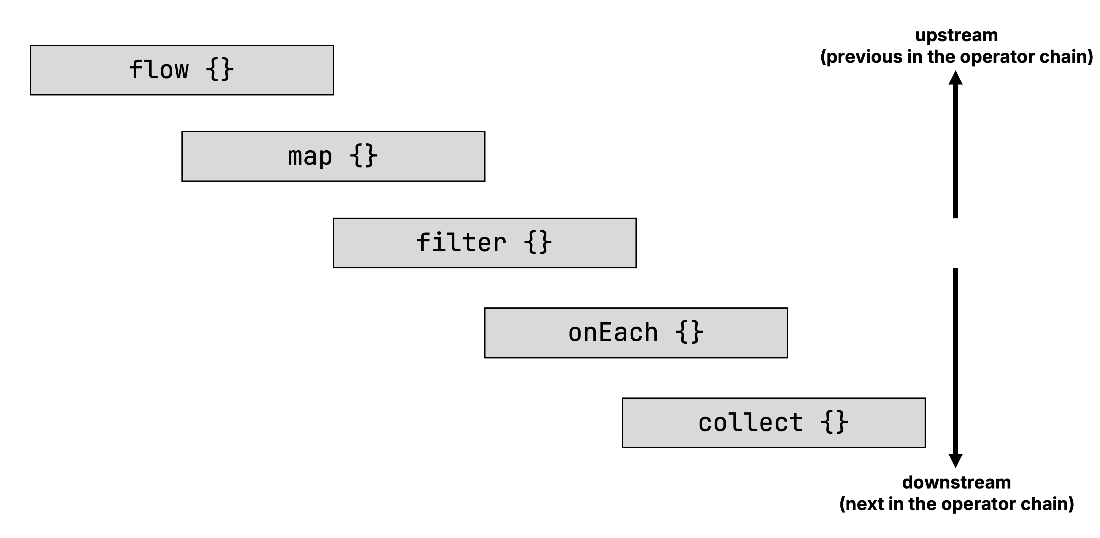 upstream
(previous in the operator chain)
flow {}
map {}
filter {}
onEach {}
collect {}
downstream
(next in the operator chain)